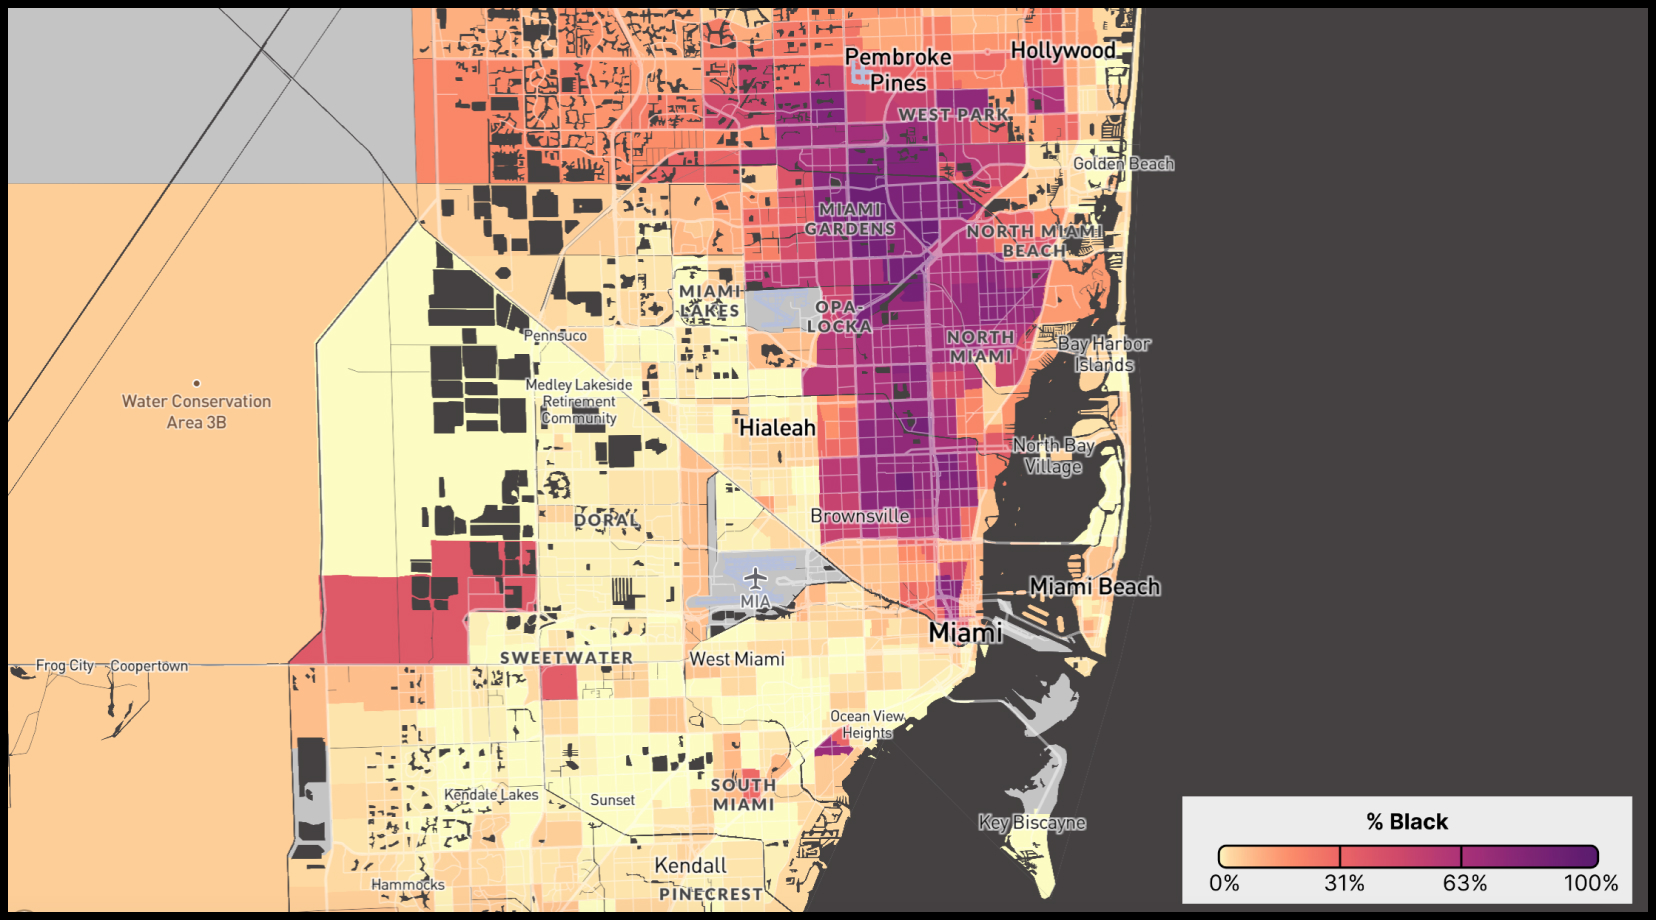 Pembroke
Pines
Hollywood
WEST PARK
Golden Beach
MIAMI
GARDENS
NORTH MIAMI
BEACH
MIAMI
LAKES
OPA-
LOCKA
Pennsuco
NORTH
MIAMI
Bay Harbor
Islands
Water Conservation
Area 3B
Medley Lakeside
Retirement
Community
Hialeah
North Bay
Village
DORAL
Brownsville
MIA
Miami Beach
Miami
Frog City
Coopertown
SWEETWATER
West Miami
Ocean View
Heights
Kendale Lakes
Sunset
SOUTH
MIAMI
Key Biscayne
Hammocks
Kendall
PINECREST
% Black
0% 31% 63% 100%